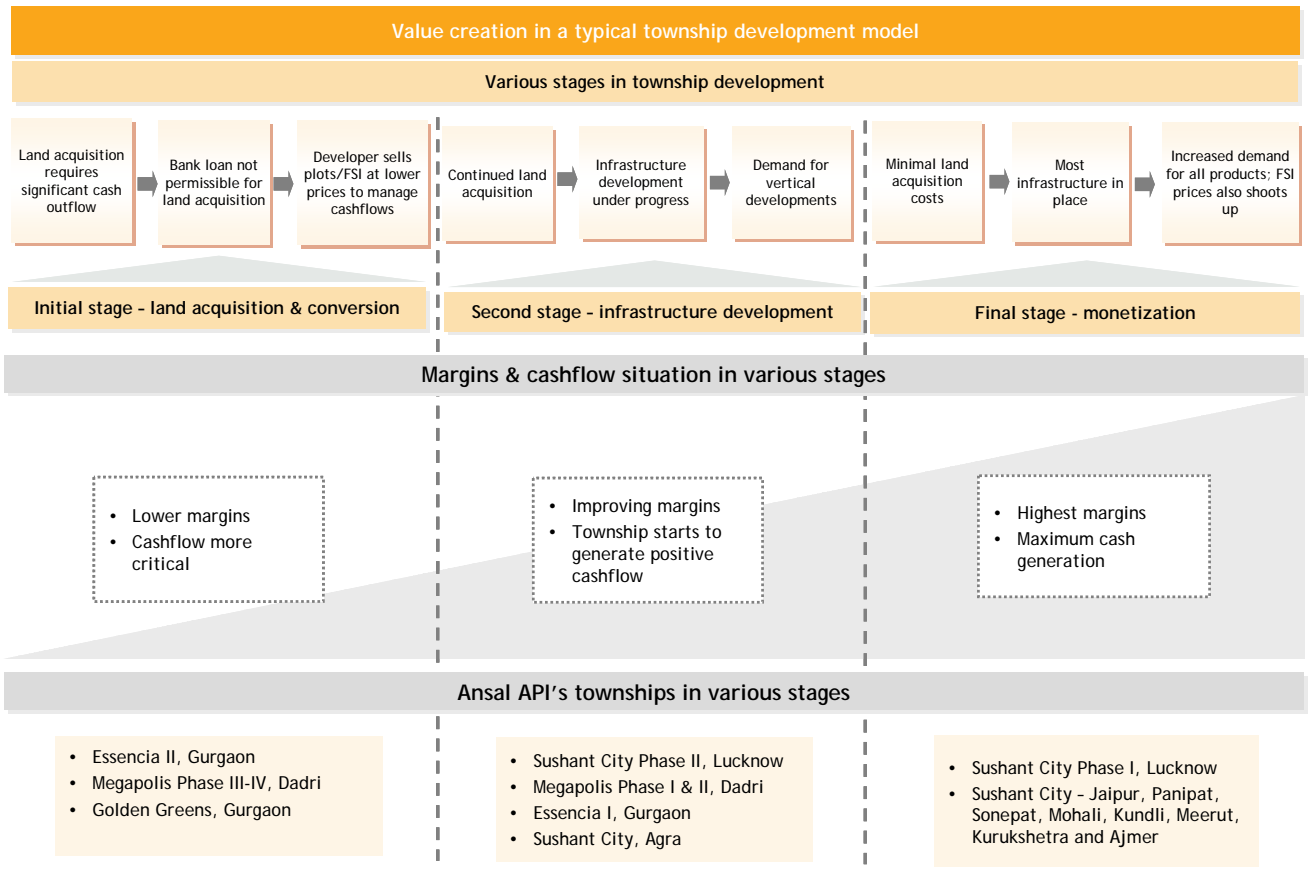 Value creation in a typical township development model
Various stages in township development
Land acquisition
requires
significant cash
outflow
Bank loan not
permissible for
land acquisition
Developer sells
plots/FSI at lower
prices to manage
cashflows
Continued land
acquisition
Infrastructure
development
under progress
Demand for
vertical
developments
Minimal land
acquisition
costs
Most
infrastructure in
place
Increased demand
for all products; FSI
prices also shoots
up
Initial stage – land acquisition & conversion
Second stage – infrastructure development
Final stage - monetization
Margins & cashflow situation in various stages
• Lower margins
• Cashflow more
critical
• Improving margins
• Township starts to
generate positive
cashflow
• Highest margins
• Maximum cash
generation
Ansal API's townships in various stages
• Essencia II, Gurgaon
• Megapolis Phase III-IV, Dadri
• Golden Greens, Gurgaon
• Sushant City Phase II, Lucknow
• Megapolis Phase I & II, Dadri
• Essencia I, Gurgaon
• Sushant City, Agra
• Sushant City Phase I, Lucknow
• Sushant City – Jaipur, Panipat,
Sonepat, Mohali, Kundli, Meerut,
Kurukshetra and Ajmer